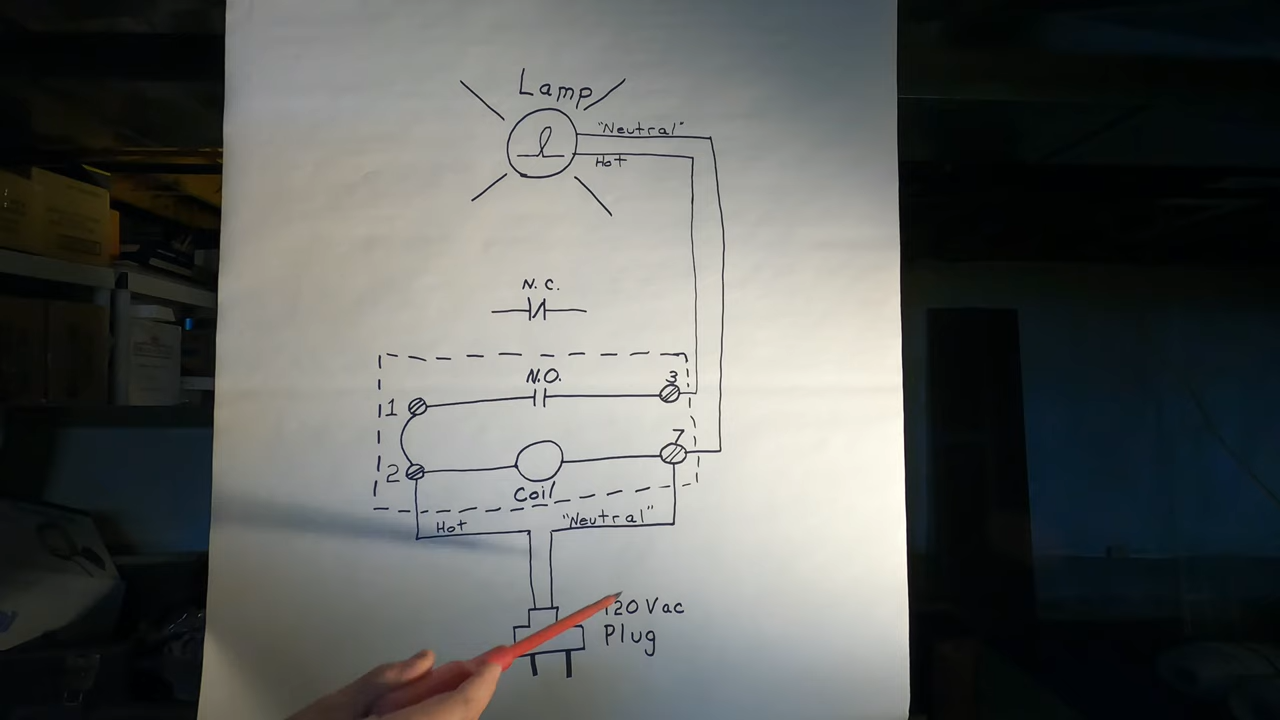 Lamp
"Neutral"
Hot
N.C.
N.O.
3
1
7
2
Coil
Hot
"Neutral"
120 Vac
Plug